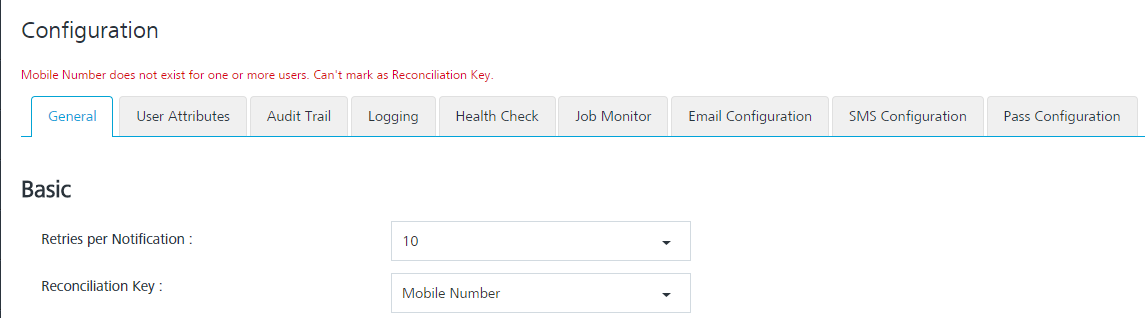 Configuration
Mobile Number does not exist for one or more users. Can't mark as Reconciliation Key.
General User Attributes Audit Trail Logging Health Check Job Monitor Email Configuration SMS Configuration Pass Configuration
Basic
Retries per Notification : 10
Reconciliation Key : Mobile Number